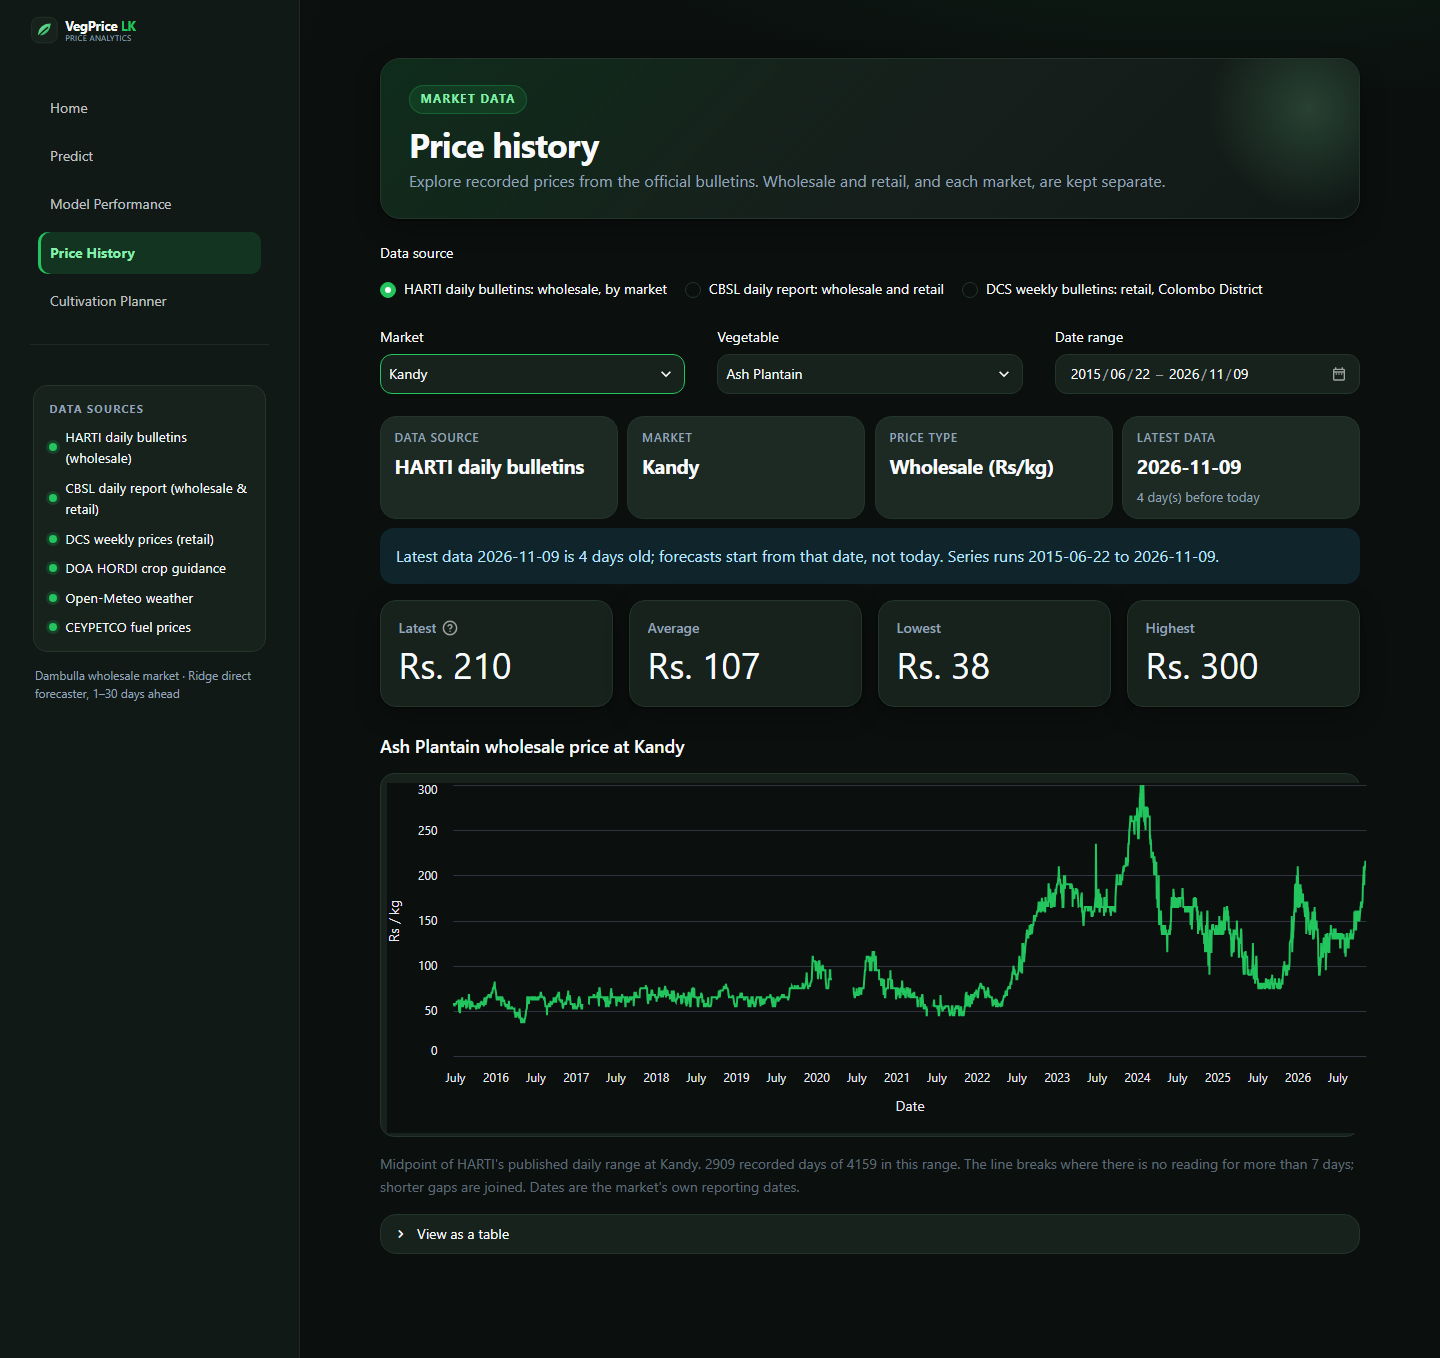 VegPrice LK
PRICE ANALYTICS
Home
Predict
Model Performance
Price History
Cultivation Planner
DATA SOURCES
HARTI daily bulletins
(wholesale)
CBSL daily report (wholesale &
retail)
DCS weekly prices (retail)
DOA HORDI crop guidance
Open-Meteo weather
CEYPETCO fuel prices
Dambulla wholesale market · Ridge direct
forecaster, 1–30 days ahead
MARKET DATA
Price history
Explore recorded prices from the official bulletins. Wholesale and retail, and each market, are kept separate.
Data source
HARTI daily bulletins: wholesale, by market
CBSL daily report: wholesale and retail
DCS weekly bulletins: retail, Colombo District
Market
Vegetable
Date range
Kandy
Ash Plantain
2015/06/22 – 2026/11/09
DATA SOURCE
HARTI daily bulletins
MARKET
Kandy
PRICE TYPE
Wholesale (Rs/kg)
LATEST DATA
2026-11-09
4 day(s) before today
Latest data 2026-11-09 is 4 days old; forecasts start from that date, not today. Series runs 2015-06-22 to 2026-11-09.
Latest
Rs. 210
Average
Rs. 107
Lowest
Rs. 38
Highest
Rs. 300
Ash Plantain wholesale price at Kandy
300
250
200
150
100
50
0
Rs / kg
July 2016 July 2017 July 2018 July 2019 July 2020 July 2021 July 2022 July 2023 July 2024 July 2025 July 2026 July
Date
Midpoint of HARTI's published daily range at Kandy. 2909 recorded days of 4159 in this range. The line breaks where there is no reading for more than 7 days;
shorter gaps are joined. Dates are the market's own reporting dates.
View as a table